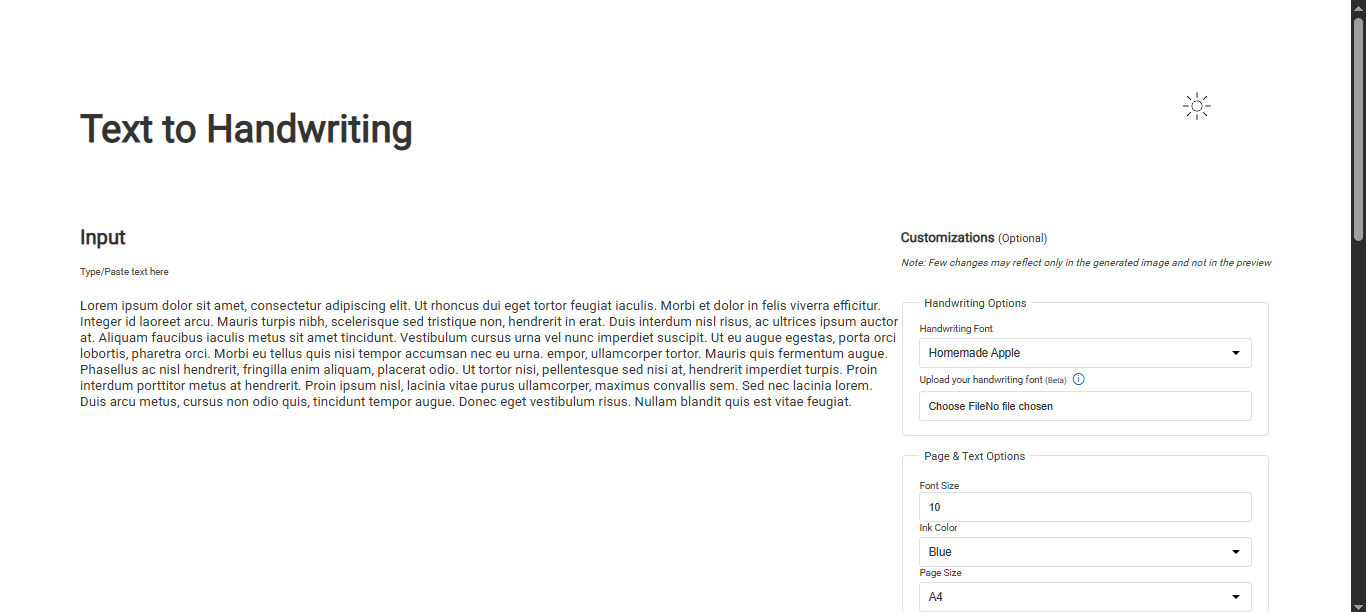 Text to Handwriting
Input
Type/Paste text here
Lorem ipsum dolor sit amet, consectetur adipiscing elit. Ut rhoncus dui eget tortor feugiat iaculis. Morbi et dolor in felis viverra efficitur.
Integer id laoreet arcu. Mauris turpis nibh, scelerisque sed tristique non, hendrerit in erat. Duis interdum nisl risus, ac ultrices ipsum auctor
at. Aliquam faucibus iaculis metus sit amet tincidunt. Vestibulum cursus urna vel nunc imperdiet suscipit. Ut eu augue egestas, porta orci
lobortis, pharetra orci. Morbi eu tellus quis nisi tempor accumsan nec eu urna. empor, ullamcorper tortor. Mauris quis fermentum augue.
Phasellus ac nisl hendrerit, fringilla enim aliquam, placerat odio. Ut tortor nisi, pellentesque sed nisi at, hendrerit imperdiet turpis. Proin
interdum porttitor metus at hendrerit. Proin ipsum nisl, lacinia vitae purus ullamcorper, maximus convallis sem. Sed nec lacinia lorem.
Duis arcu metus, cursus non odio quis, tincidunt tempor augue. Donec eget vestibulum risus. Nullam blandit quis est vitae feugiat.
Customizations (Optional)
Note: Few changes may reflect only in the generated image and not in the preview
Handwriting Options
Handwriting Font
Homemade Apple
Upload your handwriting font (Beta)
Choose FileNo file chosen
Page & Text Options
Font Size
10
Ink Color
Blue
Page Size
A4